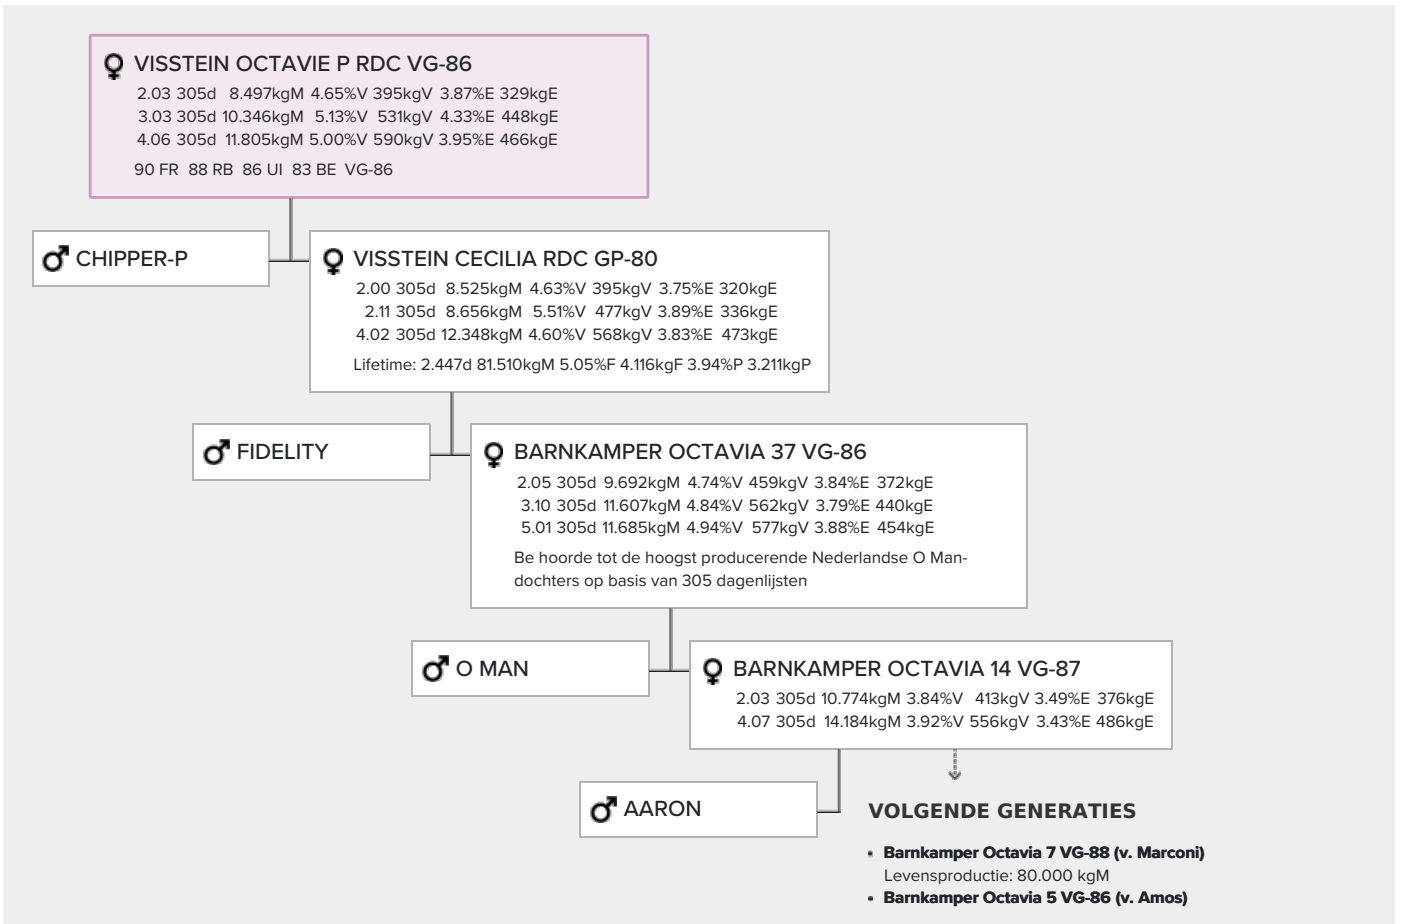 VISSTEIN OCTAVIE P RDC VG-86
2.03 305d 8.497kgM 4.65%V 395kgV 3.87%E 329kgE
3.03 305d 10.346kgM 5.13%V 531kgV 4.33%E 448kgE
4.06 305d 11.805kgM 5.00%V 590kgV 3.95%E 466kgE
90 FR 88 RB 86 UI 83 BE VG-86
CHIPPER-P
VISSTEIN CECILIA RDC GP-80
2.00 305d 8.525kgM 4.63%V 395kgV 3.75%E 320kgE
2.11 305d 8.656kgM 5.51%V 477kgV 3.89%E 336kgE
4.02 305d 12.348kgM 4.60%V 568kgV 3.83%E 473kgE
Lifetime: 2.447d 81.510kgM 5.05%F 4.116kgF 3.94%P 3.211kgP
FIDELITY
BARNKAMPER OCTAVIA 37 VG-86
2.05 305d 9.692kgM 4.74%V 459kgV 3.84%E 372kgE
3.10 305d 11.607kgM 4.84%V 562kgV 3.79%E 440kgE
5.01 305d 11.685kgM 4.94%V 577kgV 3.88%E 454kgE
Be hoorde tot de hoogst producerende Nederlandse O Man-
dochters op basis van 305 dagenlijsten
O MAN
BARNKAMPER OCTAVIA 14 VG-87
2.03 305d 10.774kgM 3.84%V 413kgV 3.49%E 376kgE
4.07 305d 14.184kgM 3.92%V 556kgV 3.43%E 486kgE
AARON
VOLGENDE GENERATIES
• Barnkamper Octavia 7 VG-88 (v. Marconi)
Levensproductie: 80.000 kgM
• Barnkamper Octavia 5 VG-86 (v. Amos)